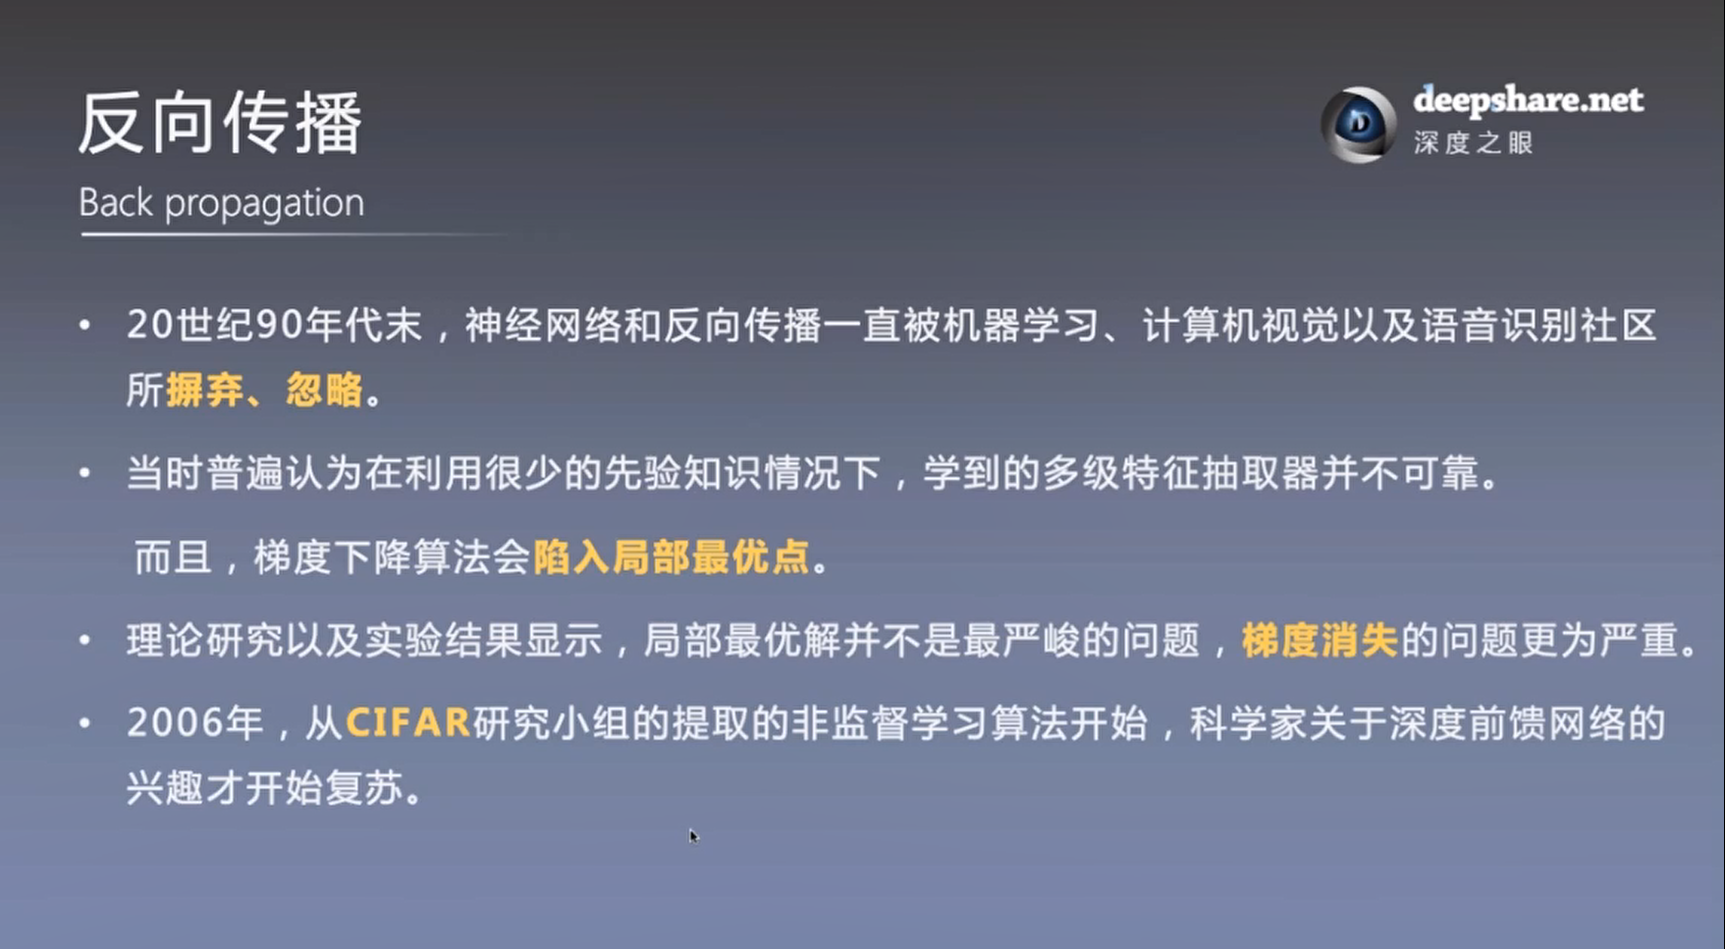 反向传播
Back propagation
deepshare.net
深度之眼
• 20世纪90年代末，神经网络和反向传播一直被机器学习、计算机视觉以及语音识别社区
所摒弃、忽略。
• 当时普遍认为在利用很少的先验知识情况下，学到的多级特征抽取器并不可靠。
而且，梯度下降算法会陷入局部最优点。
• 理论研究以及实验结果显示，局部最优解并不是最严峻的问题，梯度消失的问题更为严重。
• 2006年，从CIFAR研究小组的提取的非监督学习算法开始，科学家关于深度前馈网络的
兴趣才开始复苏。